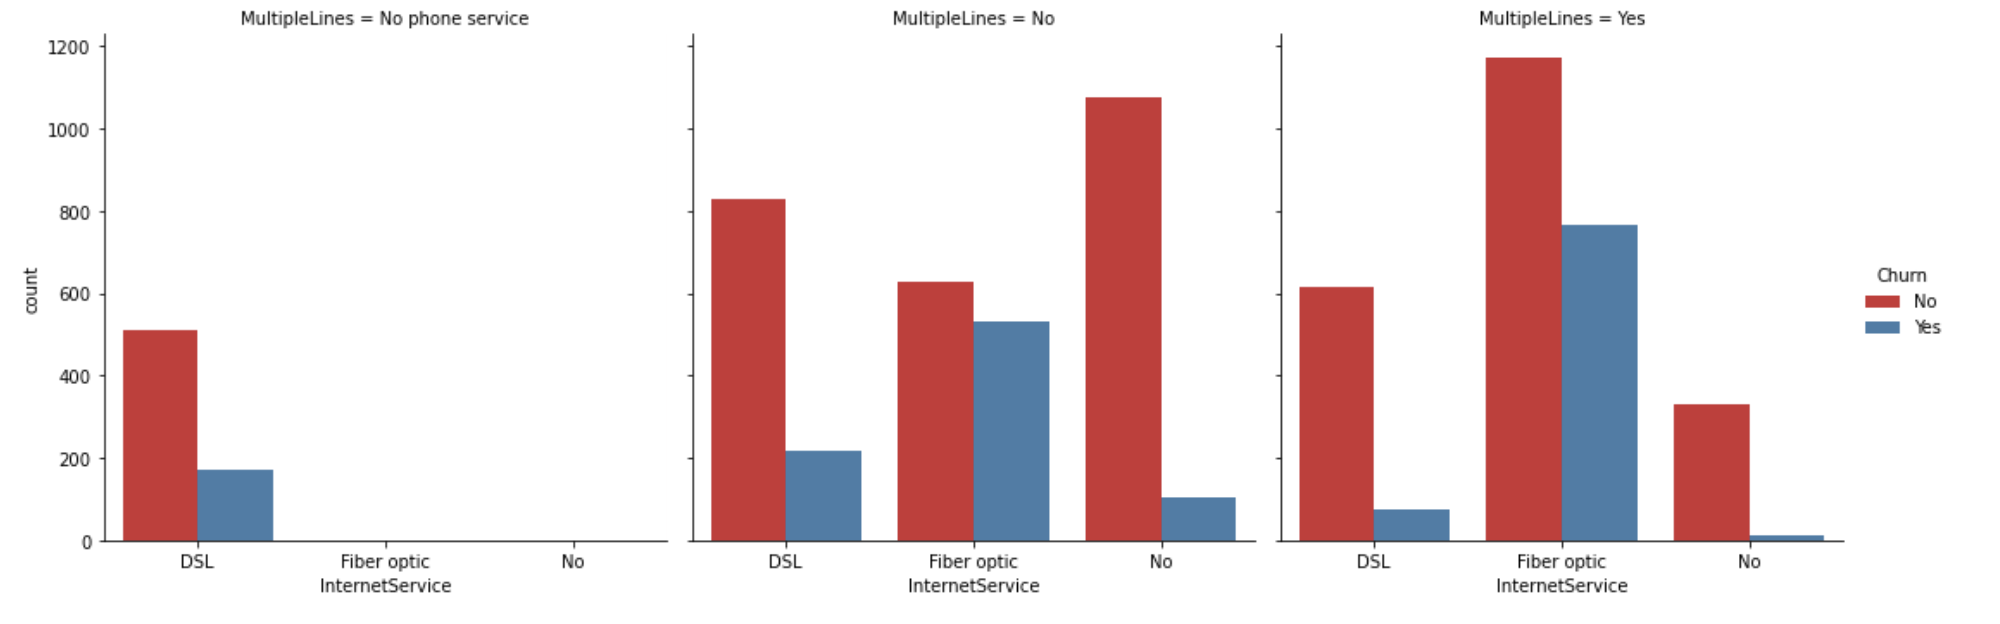 MultipleLines = No phone service
MultipleLines = No
MultipleLines = Yes
1200
1000
800
600
400
200
0
count
DSL
Fiber optic
No
InternetService
DSL
Fiber optic
No
InternetService
DSL
Fiber optic
No
InternetService
Churn
No
Yes